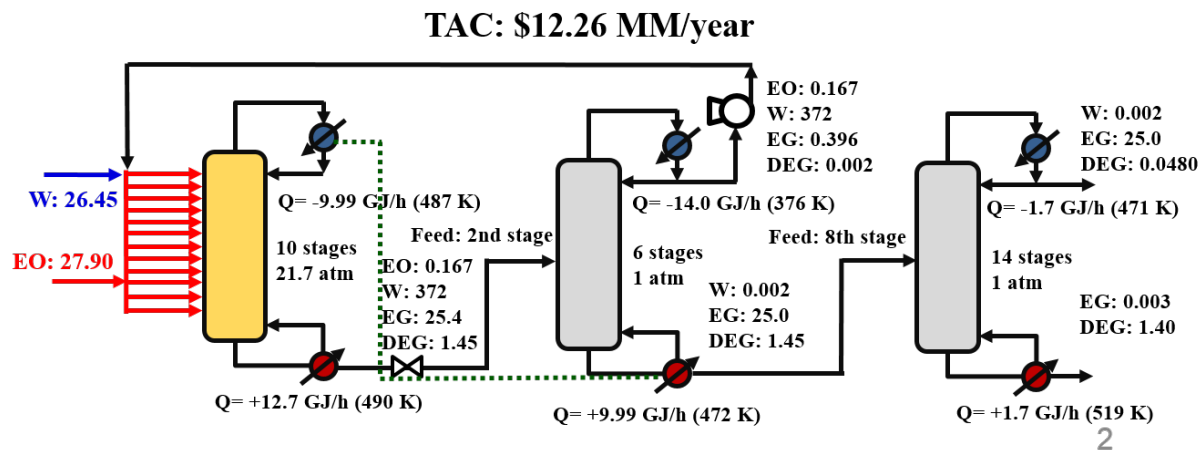 TAC: $12.26 MM/year
EO: 0.167
W: 372
EG: 0.396
DEG: 0.002
W: 0.002
EG: 25.0
DEG: 0.0480
W: 26.45
EO: 27.90
Q= -9.99 GJ/h (487 K)
10 stages
21.7 atm
Feed: 2nd stage
EO: 0.167
W: 372
EG: 25.4
DEG: 1.45
Q= +12.7 GJ/h (490 K)
Q= -14.0 GJ/h (376 K)
6 stages
1 atm
Feed: 8th stage
W: 0.002
EG: 25.0
DEG: 1.45
Q= +9.99 GJ/h (472 K)
Q= -1.7 GJ/h (471 K)
14 stages
1 atm
EG: 0.003
DEG: 1.40
Q= +1.7 GJ/h (519 K)
2